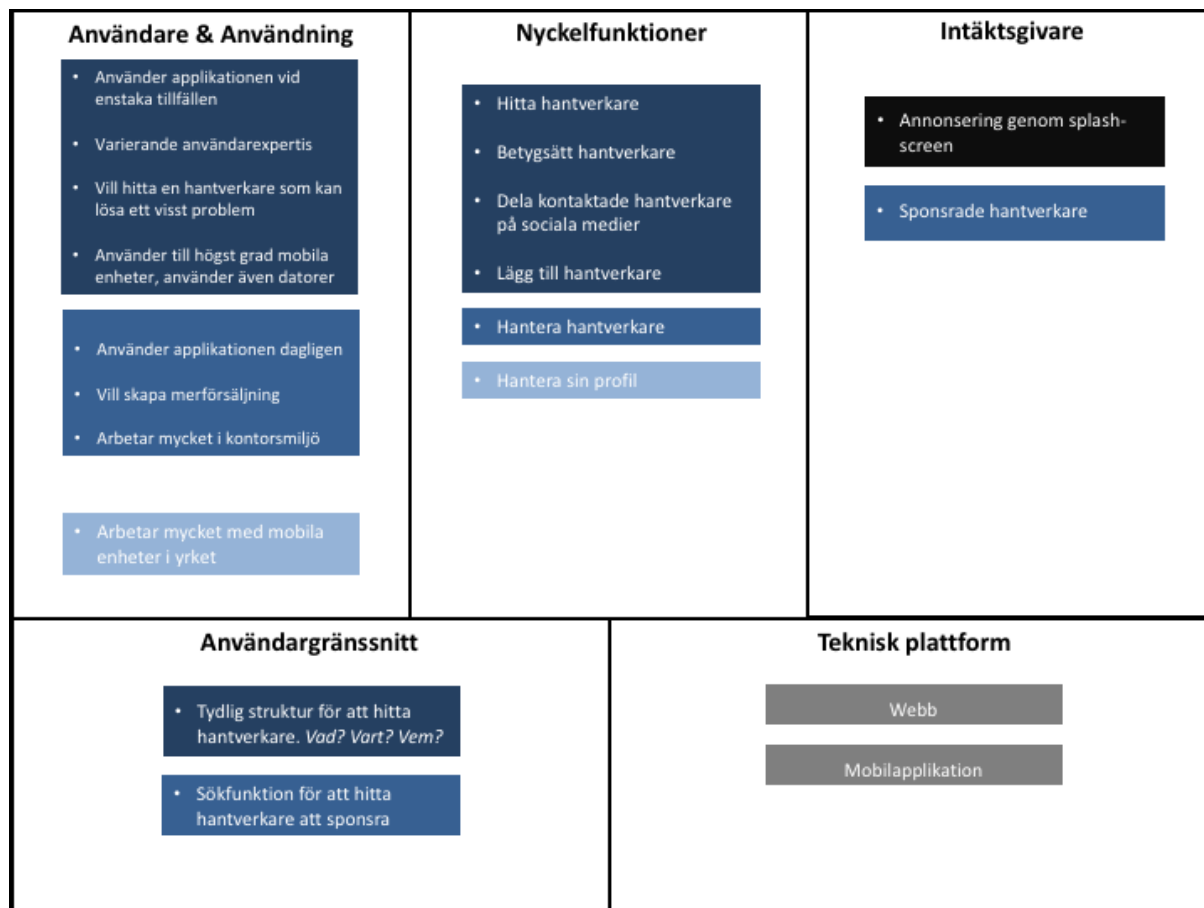 Användare & Användning
• Använder applikationen vid
enstaka tillfällen
• Varierande användarexpertis
• Vill hitta en hantverkare som kan
lösa ett visst problem
• Använder till högst grad mobila
enheter, använder även datorer
• Använder applikationen dagligen
• Vill skapa merförsäljning
• Arbetar mycket i kontorsmiljö
• Arbetar mycket med mobila
enheter i yrket
Nyckelfunktioner
• Hitta hantverkare
• Betygsätt hantverkare
• Dela kontaktade hantverkare
på sociala medier
• Lägg till hantverkare
• Hantera hantverkare
• Hantera sin profil
Intäktsgivare
• Annonsering genom splash-
screen
• Sponsrade hantverkare
Användargränssnitt
• Tydlig struktur för att hitta
hantverkare. Vad? Vart? Vem?
• Sökfunktion för att hitta
hantverkare att sponsra
Teknisk plattform
Webb
Mobilapplikation